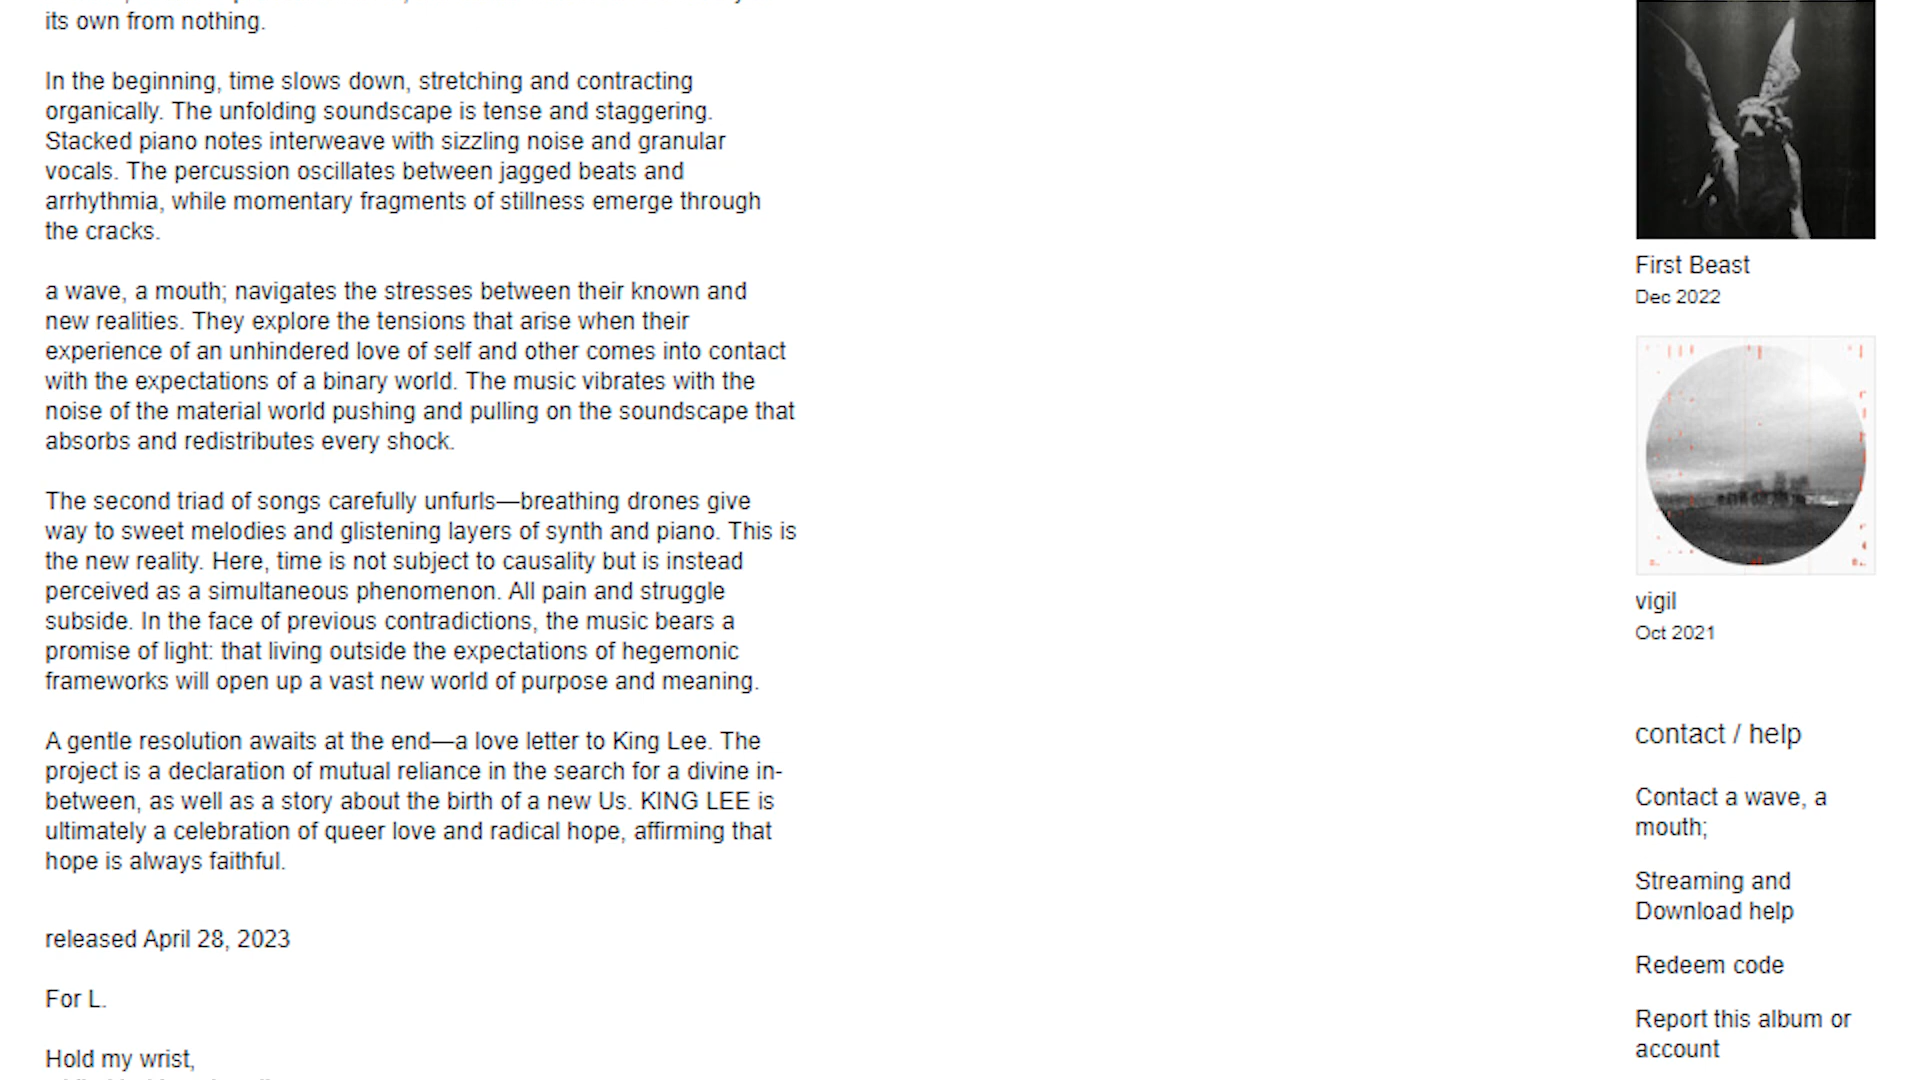 its own from nothing.
In the beginning, time slows down, stretching and contracting
organically. The unfolding soundscape is tense and staggering.
Stacked piano notes interweave with sizzling noise and granular
vocals. The percussion oscillates between jagged beats and
arrhythmia, while momentary fragments of stillness emerge through
the cracks.
a wave, a mouth; navigates the stresses between their known and
new realities. They explore the tensions that arise when their
experience of an unhindered love of self and other comes into contact
with the expectations of a binary world. The music vibrates with the
noise of the material world pushing and pulling on the soundscape that
absorbs and redistributes every shock.
The second triad of songs carefully unfurls—breathing drones give
way to sweet melodies and glistening layers of synth and piano. This is
the new reality. Here, time is not subject to causality but is instead
perceived as a simultaneous phenomenon. All pain and struggle
subside. In the face of previous contradictions, the music bears a
promise of light: that living outside the expectations of hegemonic
frameworks will open up a vast new world of purpose and meaning.
A gentle resolution awaits at the end—a love letter to King Lee. The
project is a declaration of mutual reliance in the search for a divine in-
between, as well as a story about the birth of a new Us. KING LEE is
ultimately a celebration of queer love and radical hope, affirming that
hope is always faithful.
released April 28, 2023
For L.
Hold my wrist,
First Beast
Dec 2022
vigil
Oct 2021
contact / help
Contact a wave, a
mouth;
Streaming and
Download help
Redeem code
Report this album or
account